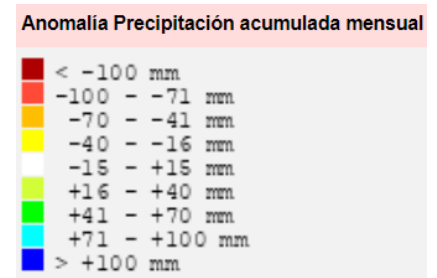 Anomalía Precipitación acumulada mensual
< -100 mm
-100 - -71 mm
-70 - -41 mm
-40 - -16 mm
-15 - +15 mm
+16 - +40 mm
+41 - +70 mm
+71 - +100 mm
> +100 mm